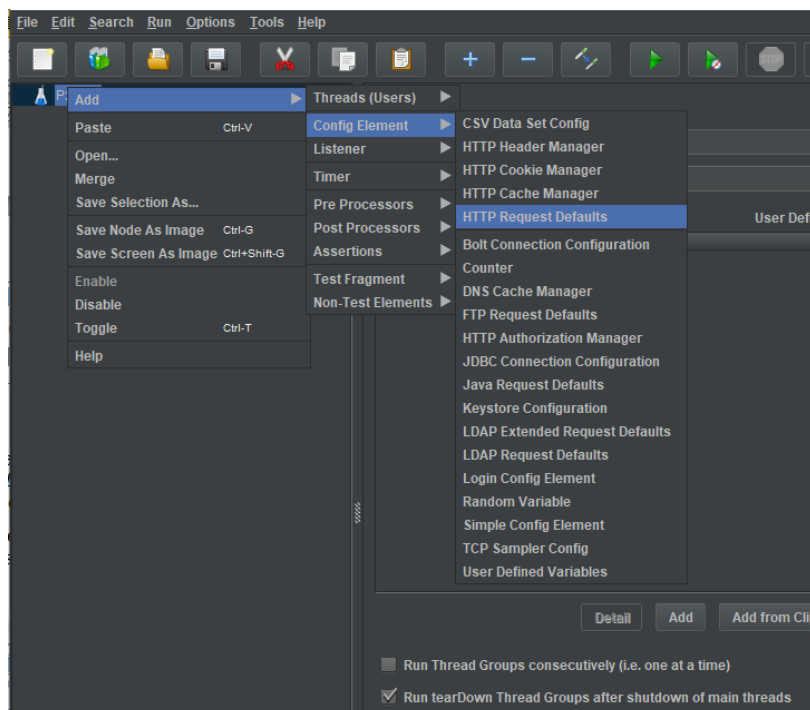 File Edit Search Run Options Tools Help
STOP
Add
Paste Ctrl-V
Open...
Merge
Save Selection As...
Save Node As Image Ctrl-G
Save Screen As Image Ctrl+Shift-G
Enable
Disable
Toggle Ctrl-T
Help
Threads (Users)
Config Element
Listener
Timer
Pre Processors
Post Processors
Assertions
Test Fragment
Non-Test Elements
CSV Data Set Config
HTTP Header Manager
HTTP Cookie Manager
HTTP Cache Manager
HTTP Request Defaults
Bolt Connection Configuration
Counter
DNS Cache Manager
FTP Request Defaults
HTTP Authorization Manager
JDBC Connection Configuration
Java Request Defaults
Keystore Configuration
LDAP Extended Request Defaults
LDAP Request Defaults
Login Config Element
Random Variable
Simple Config Element
TCP Sampler Config
User Defined Variables
User Def
Detail Add Add from Cli
Run Thread Groups consecutively (i.e. one at a time)
Run tearDown Thread Groups after shutdown of main threads